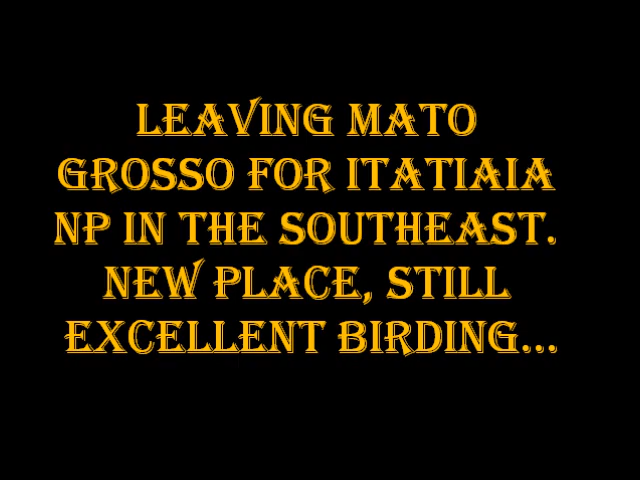 LEAVING MATO
GROSSO FOR ITATIAIA
NP IN THE SOUTHEAST.
NEW PLACE, STILL
EXCELLENT BIRDING...